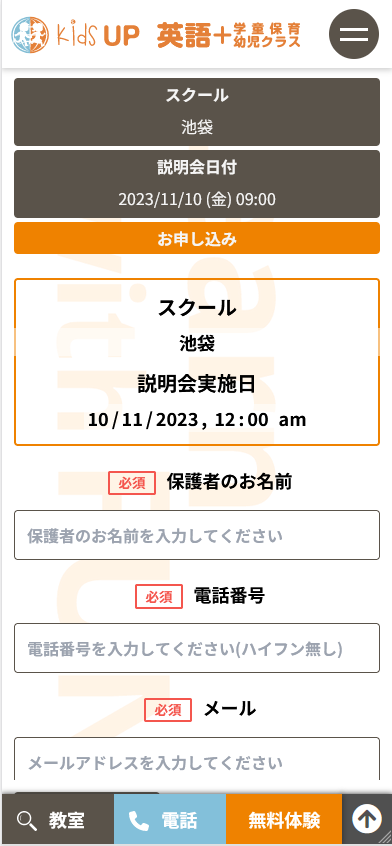 Kids UP 英語+学童保育
幼児クラス
スクール
池袋
説明会日付
2023/11/10 (金) 09:00
お申し込み
スクール
池袋
説明会実施日
10/11/2023, 12:00 am
必須 保護者のお名前
保護者のお名前を入力してください
必須 電話番号
電話番号を入力してください(ハイフン無し)
必須 メール
メールアドレスを入力してください
教室 電話 無料体験